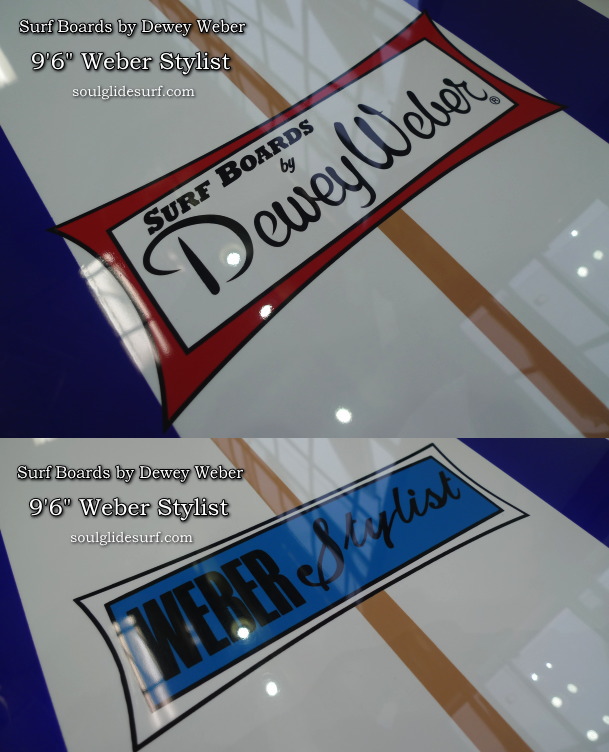 Surf Boards by Dewey Weber
9'6" Weber Stylist
soulglidesurf.com
SURF BOARDS
by
Dewey Weber ®
Surf Boards by Dewey Weber
9'6" Weber Stylist
soulglidesurf.com
WEBER Stylist